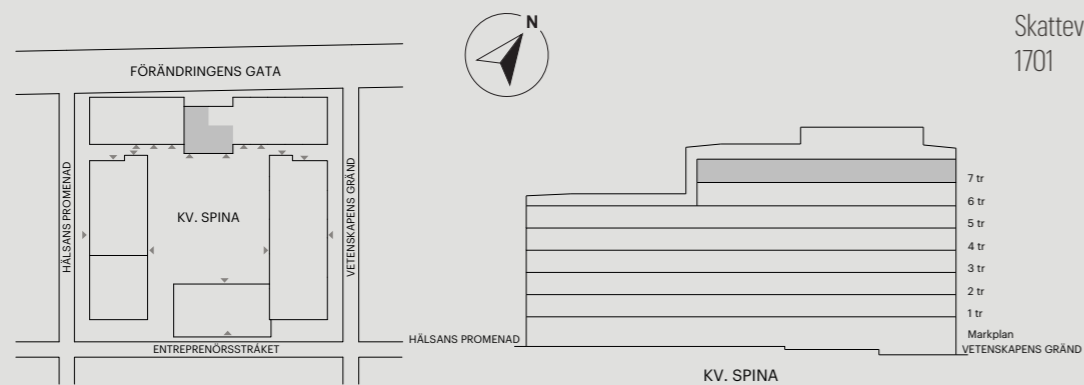 N
Skattev
1701
FÖRÄNDRINGENS GATA
HÄLSANS PROMENAD
KV. SPINA
VETENSKAPENS GRÄND
ENTREPRENÖRSSTRÅKET
7 tr
6 tr
5 tr
4 tr
3 tr
2 tr
1 tr
Markplan
HÄLSANS PROMENAD
VETENSKAPENS GRÄND
KV. SPINA